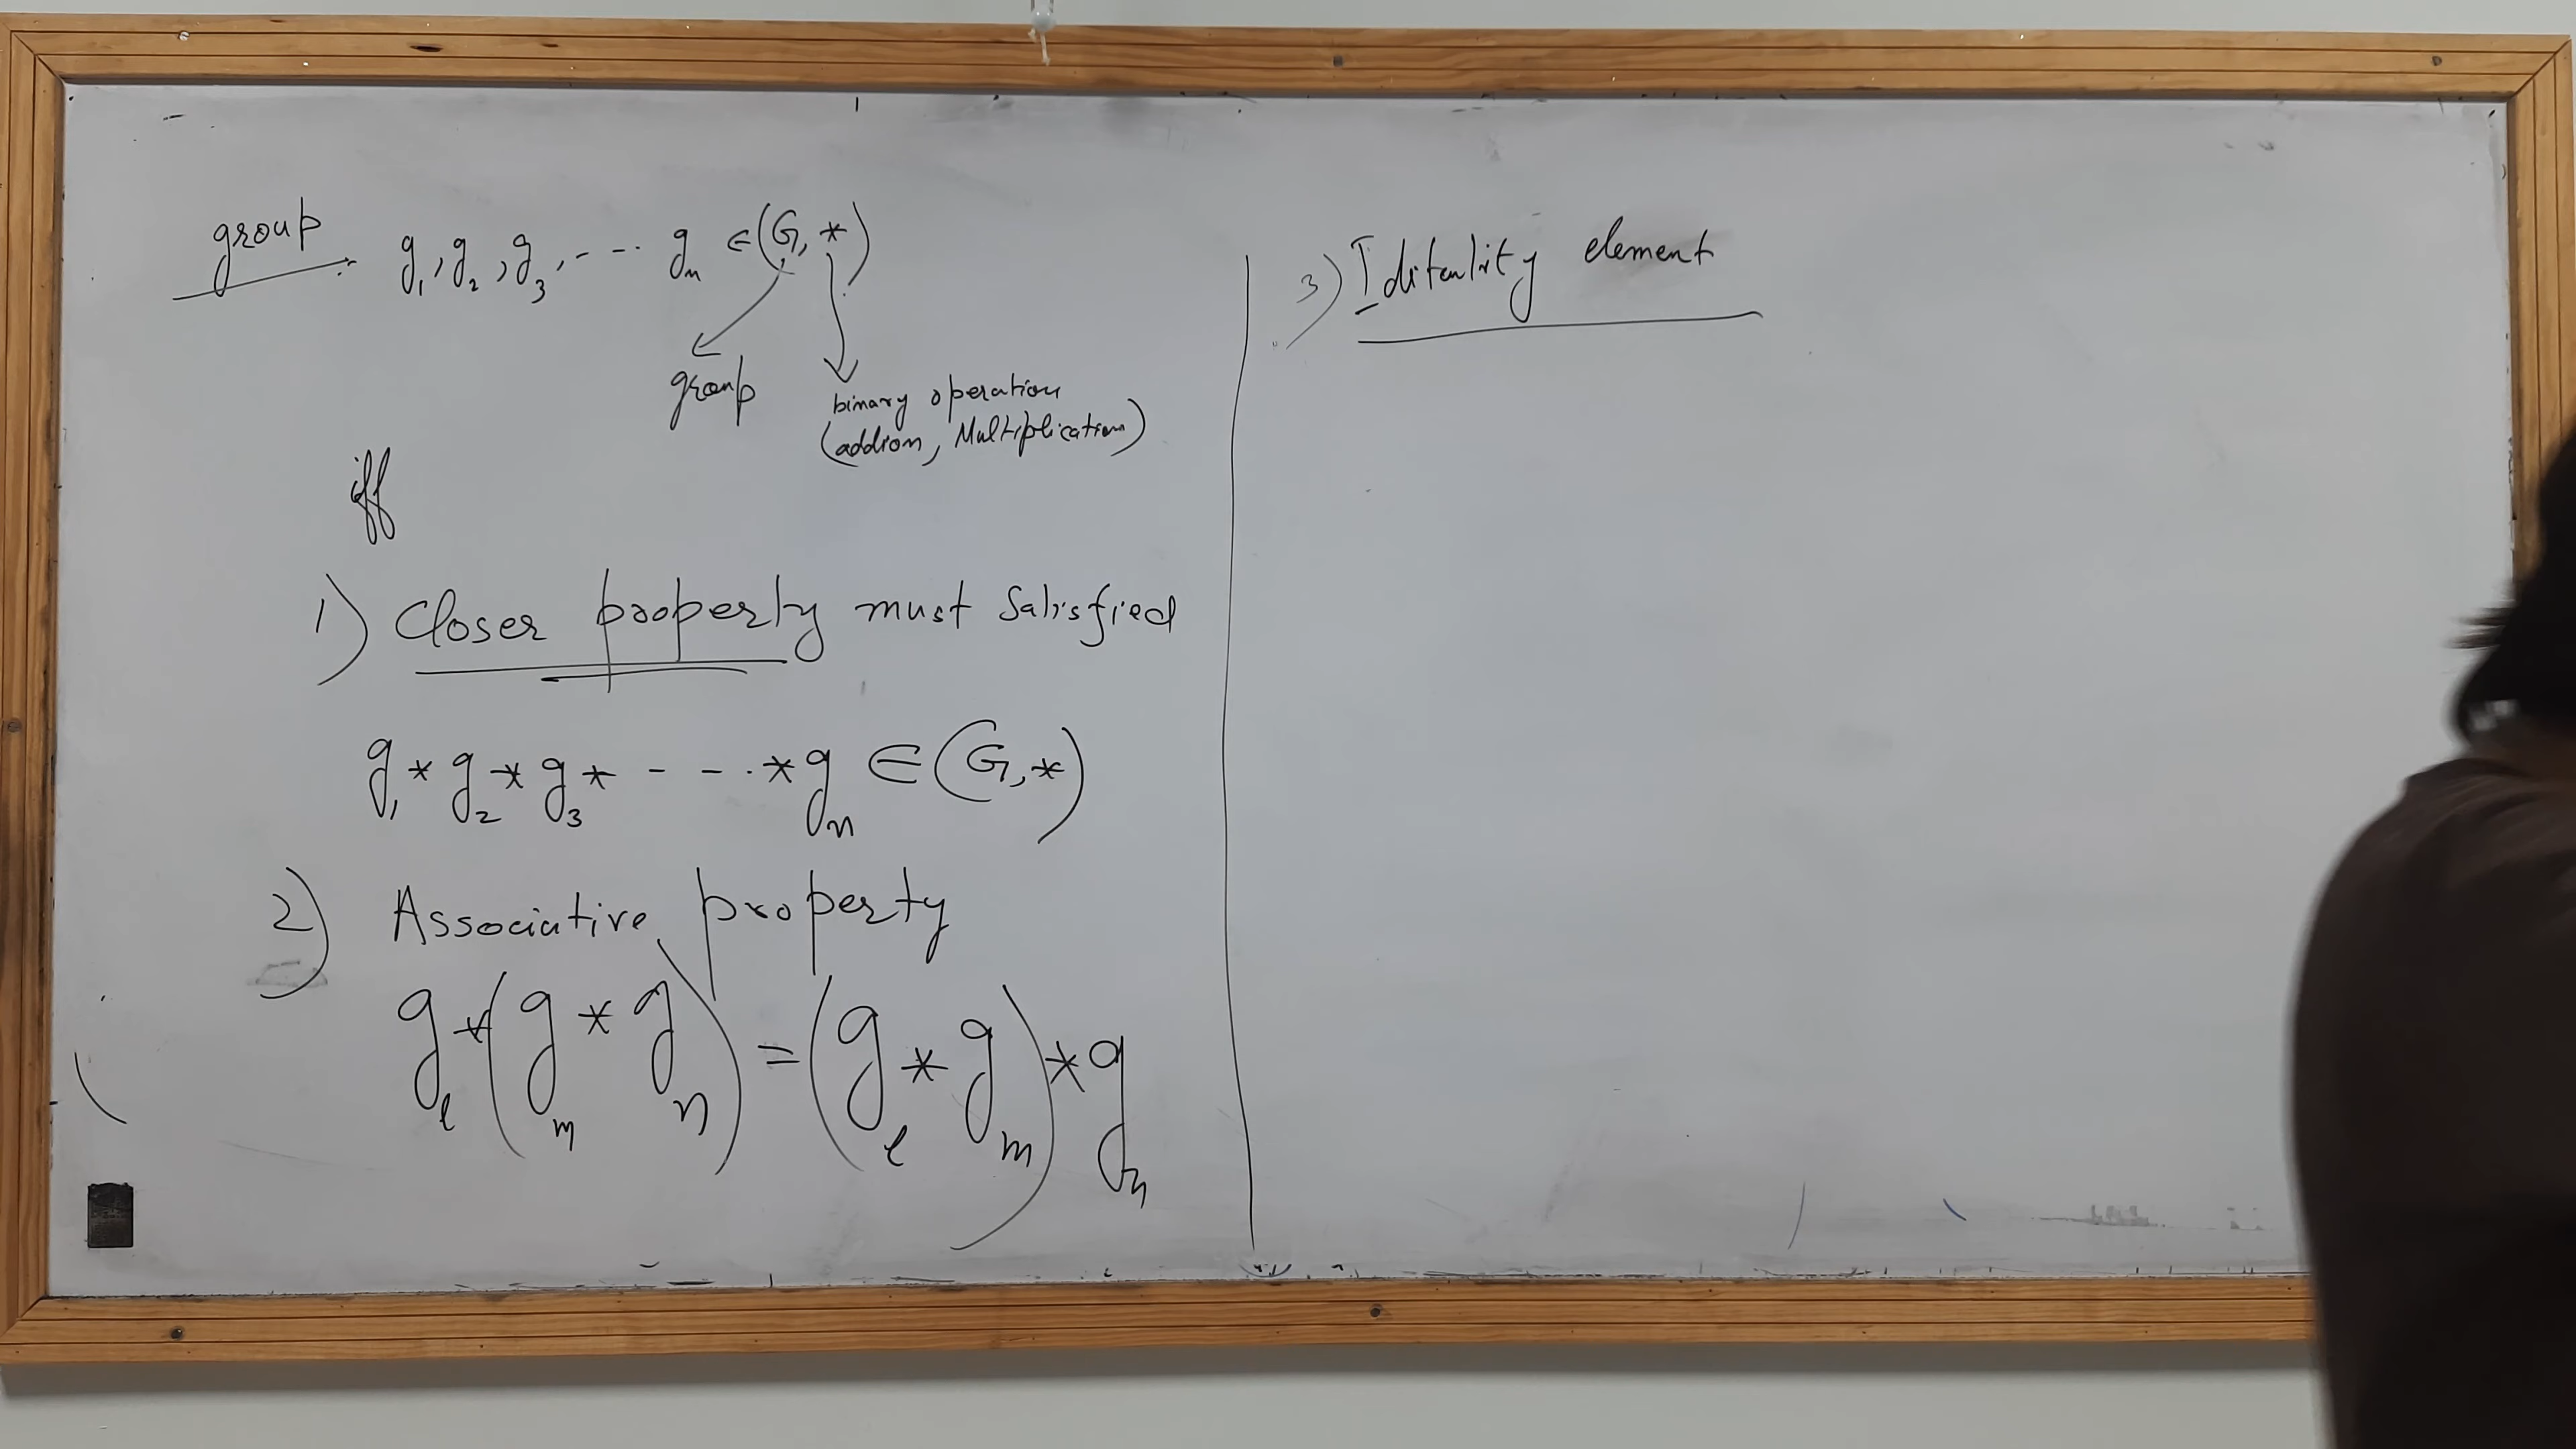 group :- g₁, g₂, g₃, - - - gₙ ∈ (G, *)
group
binary operation
(addion, Multiplication)
iff
1) Closer property must Satisfied
g₁ * g₂ * g₃ * - - - * gₙ ∈ (G, *)
2) Associative property
gₗ * (gₘ * gₙ) = (gₗ * gₘ) * gₙ
3) Iditenlity element